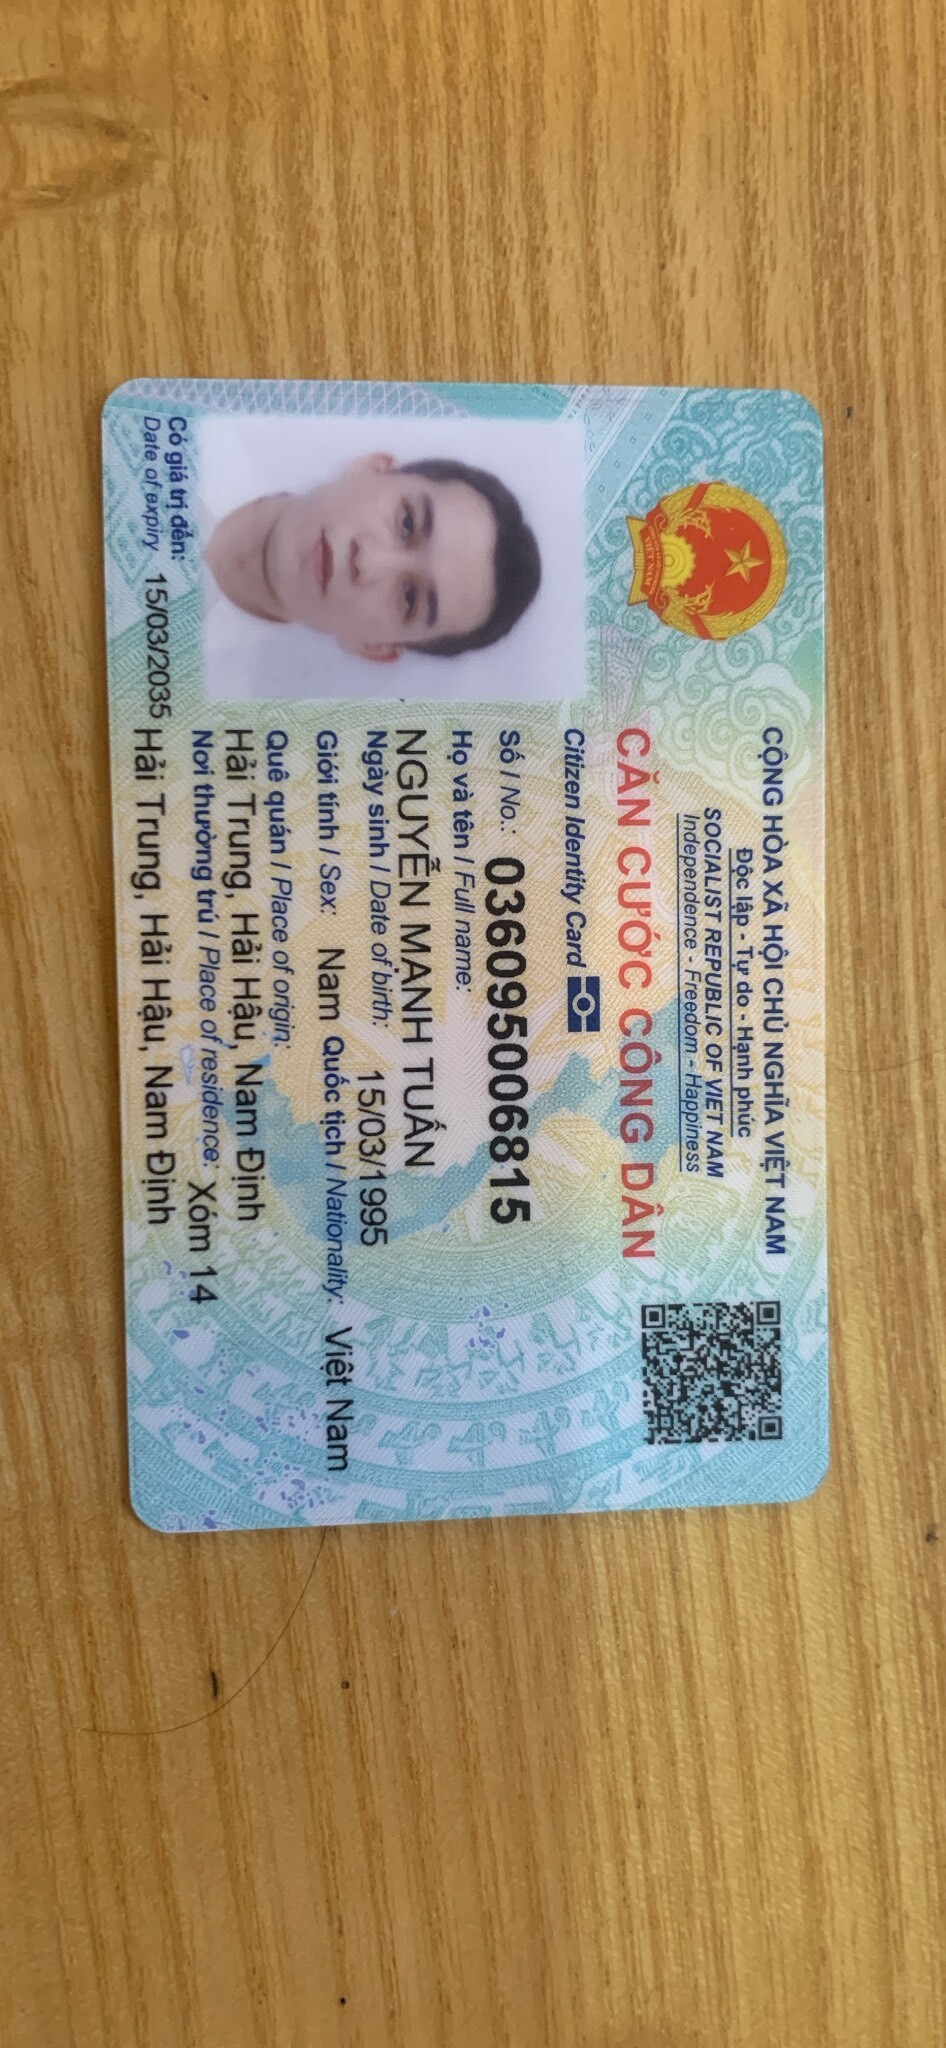 CỘNG HÒA XÃ HỘI CHỦ NGHĨA VIỆT NAM
Độc lập - Tự do - Hạnh phúc
SOCIALIST REPUBLIC OF VIET NAM
Independence - Freedom - Happiness
CĂN CƯỚC CÔNG DÂN
Citizen Identity Card
Số / No.: 036095006815
Họ và tên / Full name:
NGUYỄN MẠNH TUẤN
Ngày sinh / Date of birth: 15/03/1995
Giới tính / Sex: Nam Quốc tịch / Nationality: Việt Nam
Quê quán / Place of origin:
Hải Trung, Hải Hậu, Nam Định
Nơi thường trú / Place of residence: Xóm 14
Hải Trung, Hải Hậu, Nam Định
Có giá trị đến: 15/03/2035
Date of expiry
VIỆT NAM